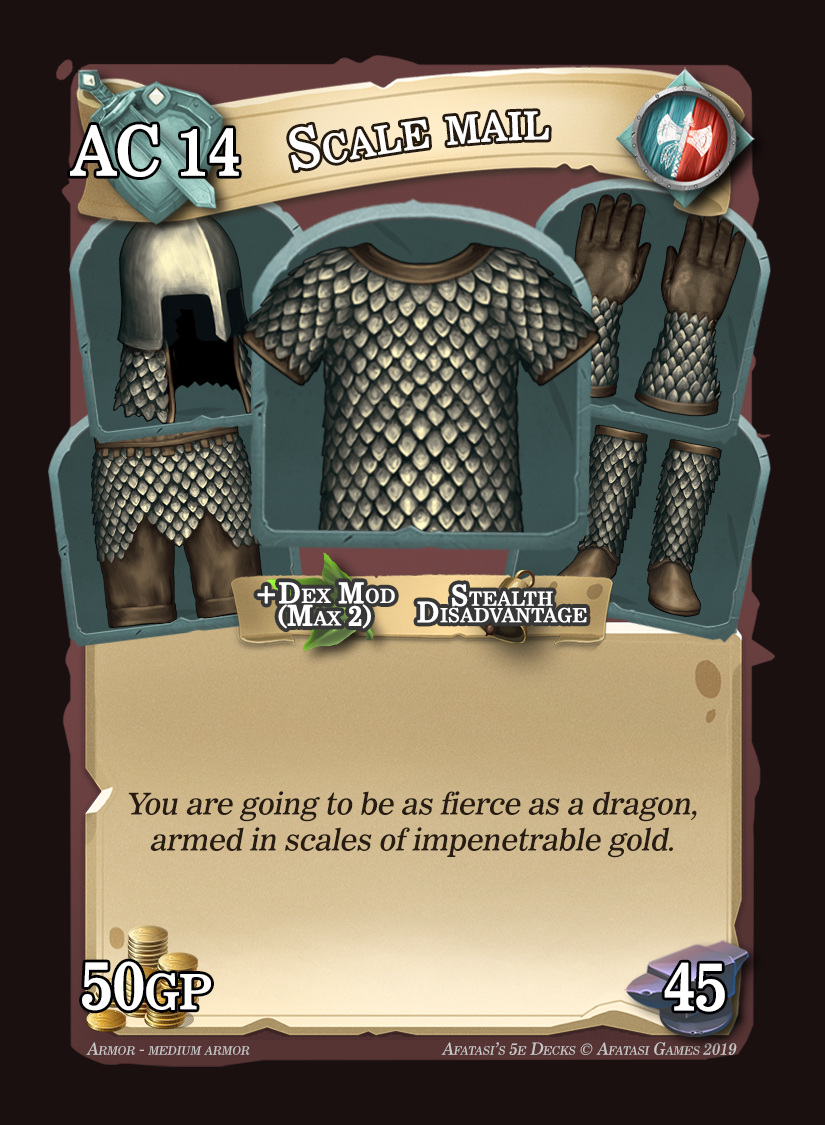 AC 14
Scale mail
+Dex Mod
(Max 2)
Stealth
Disadvantage
You are going to be as fierce as a dragon,
armed in scales of impenetrable gold.
50GP
45
Armor - medium armor
Afatasi's 5e Decks © Afatasi Games 2019